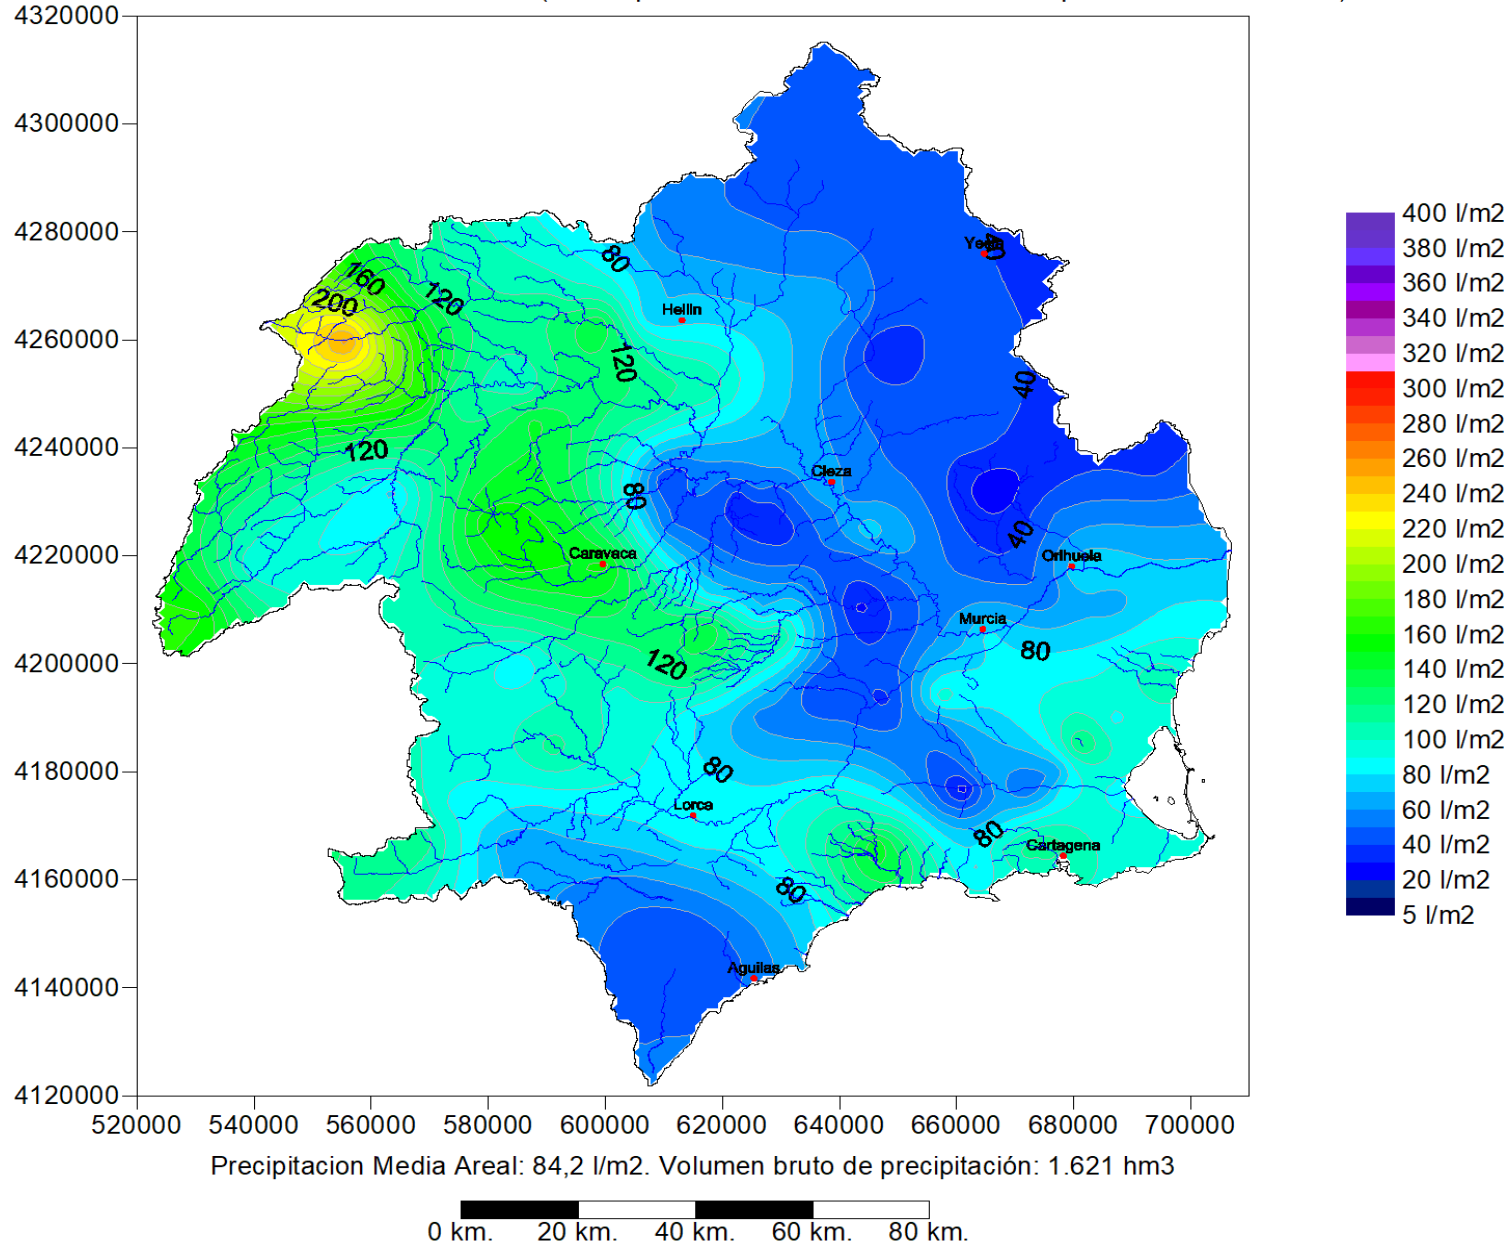 4320000
4300000
4280000
4260000
4240000
4220000
4200000
4180000
4160000
4140000
4120000
520000 540000 560000 580000 600000 620000 640000 660000 680000 700000
80
160
200
120
Hellin
40
120
40
120
Cieza
80
40
Caravaca
Orihuela
Murcia
120
80
80
Lorca
80
Cartagena
80
Aguilas
400 l/m2
380 l/m2
360 l/m2
340 l/m2
320 l/m2
300 l/m2
280 l/m2
260 l/m2
240 l/m2
220 l/m2
200 l/m2
180 l/m2
160 l/m2
140 l/m2
120 l/m2
100 l/m2
80 l/m2
60 l/m2
40 l/m2
20 l/m2
5 l/m2
Precipitacion Media Areal: 84,2 l/m2. Volumen bruto de precipitación: 1.621 hm3
0 km. 20 km. 40 km. 60 km. 80 km.